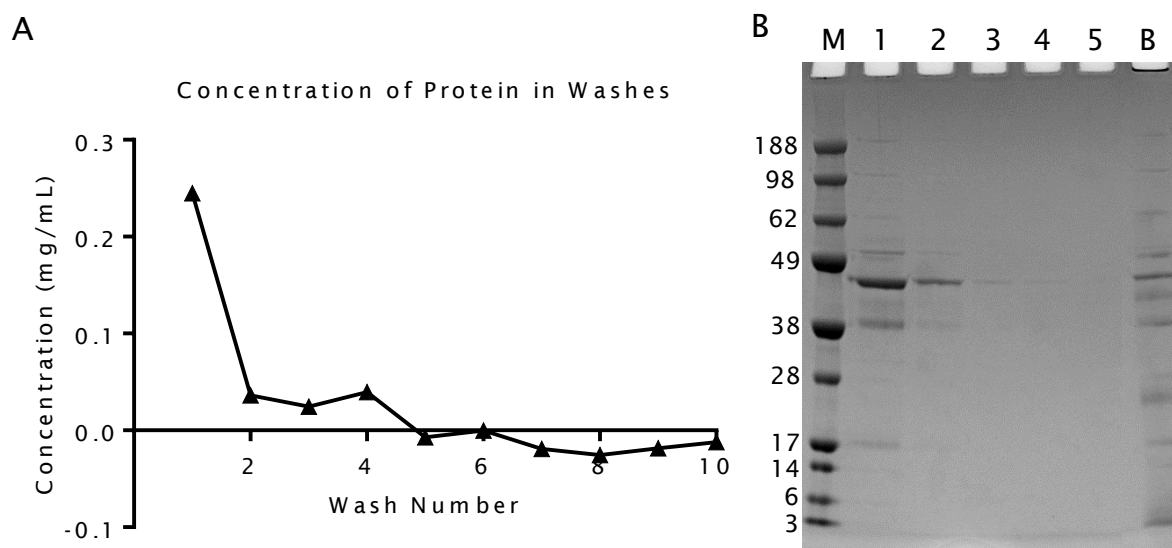 A
Concentration of Protein in Washes
Concentration (mg/mL)
0.3
0.2
0.1
0.0
-0.1
2 4 6 8 10
Wash Number
B
M 1 2 3 4 5 B
188
98
62
49
38
28
17
14
6
3